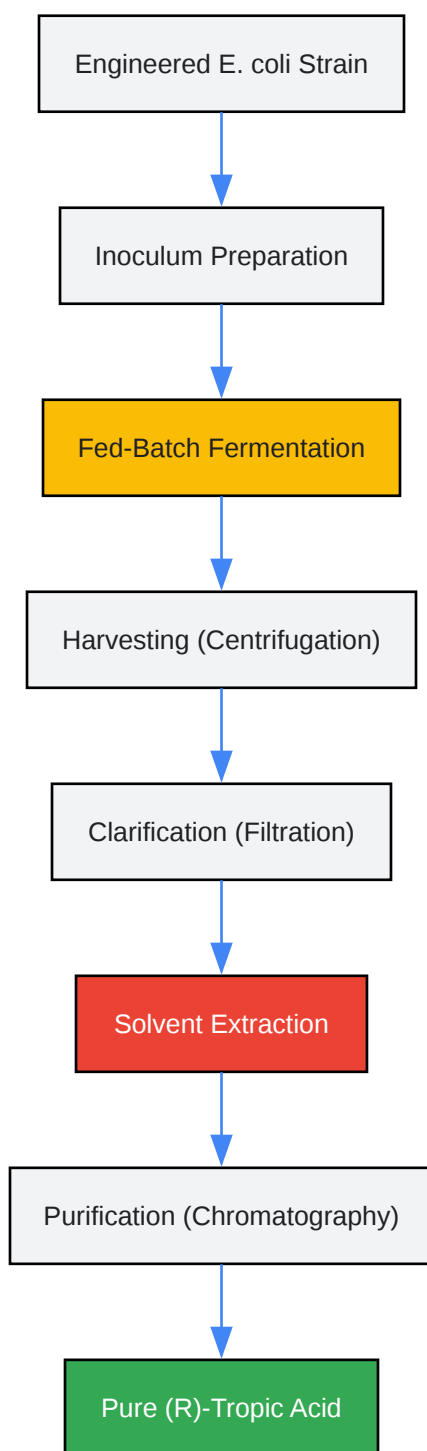 Engineered E. coli Strain
Inoculum Preparation
Fed-Batch Fermentation
Harvesting (Centrifugation)
Clarification (Filtration)
Solvent Extraction
Purification (Chromatography)
Pure (R)-Tropic Acid